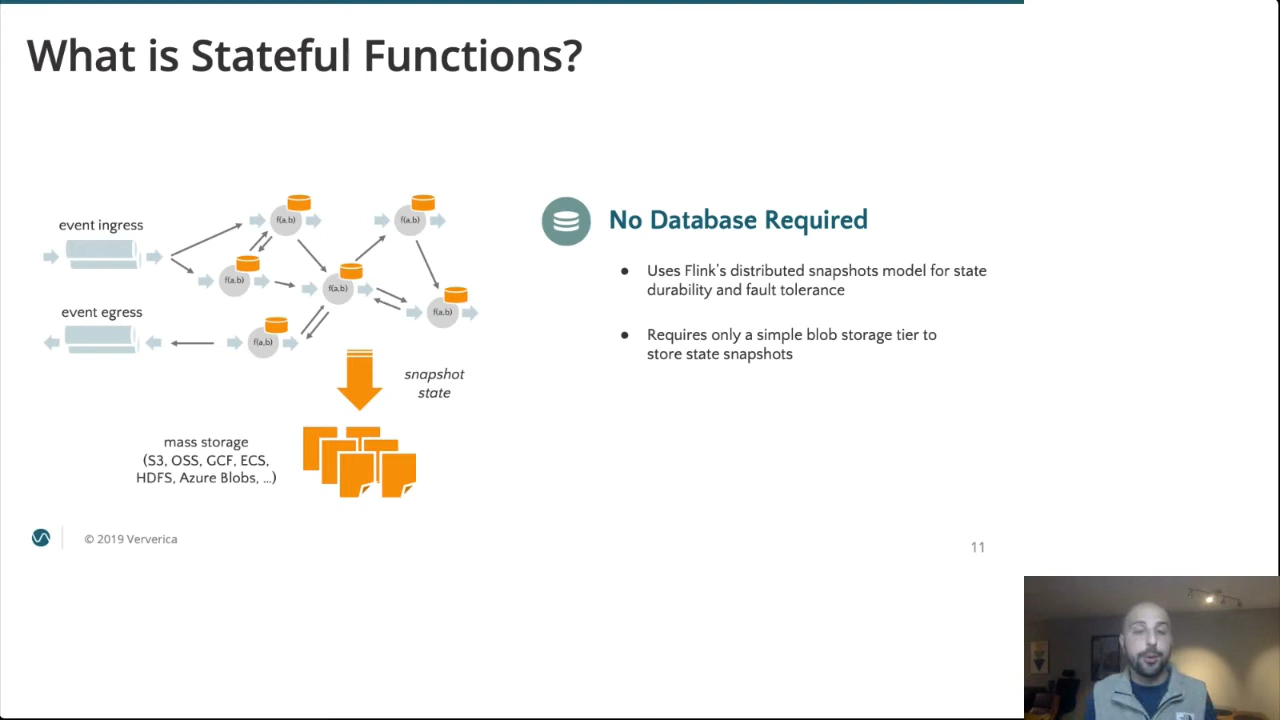 What is Stateful Functions?
event ingress
f(a,b)
f(a,b)
f(a,b)
f(a,b)
event egress
f(a,b)
f(a,b)
snapshot
state
mass storage
(S3, OSS, GCF, ECS,
HDFS, Azure Blobs, ...)
No Database Required
● Uses Flink's distributed snapshots model for state
durability and fault tolerance
● Requires only a simple blob storage tier to
store state snapshots
© 2019 Ververica
11